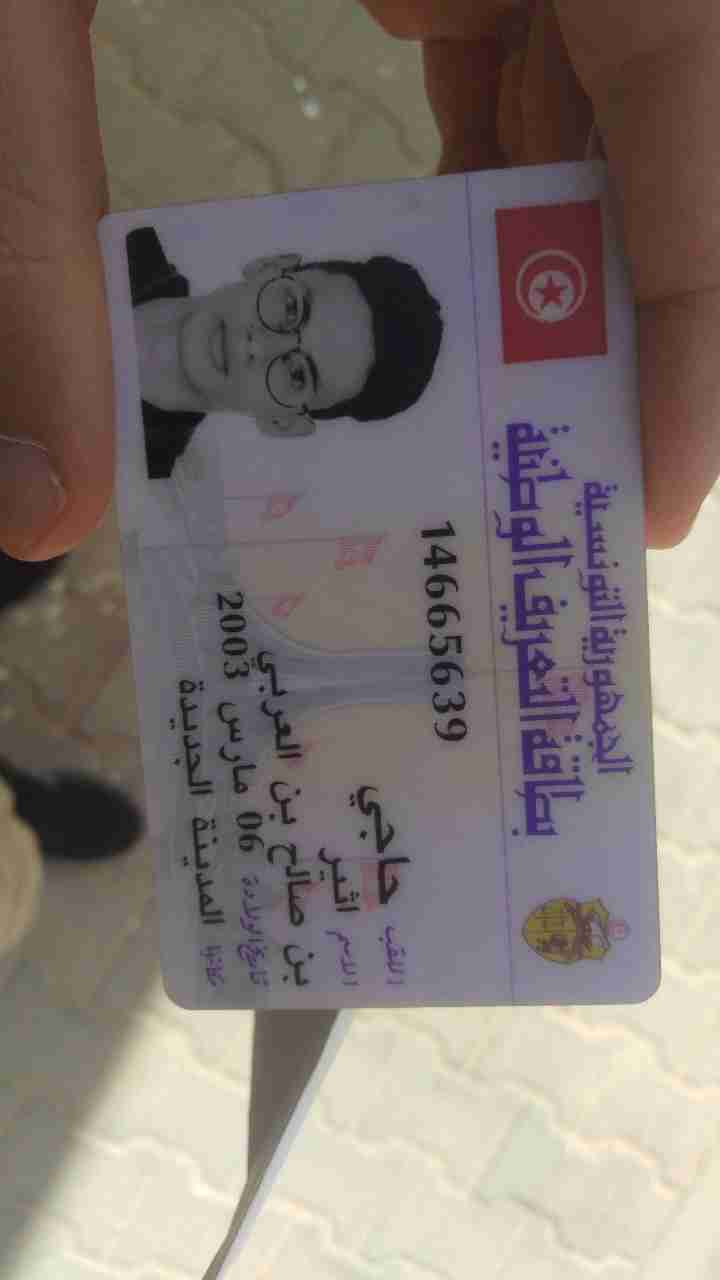 الجمهورية التونسية
بطاقة التعريف الوطنية
14665639
اللقب حاجي
الاسم اثير
بن صالح بن العربي
تاريخ الولادة 06 مارس 2003
مكانها المدينة الجديدة